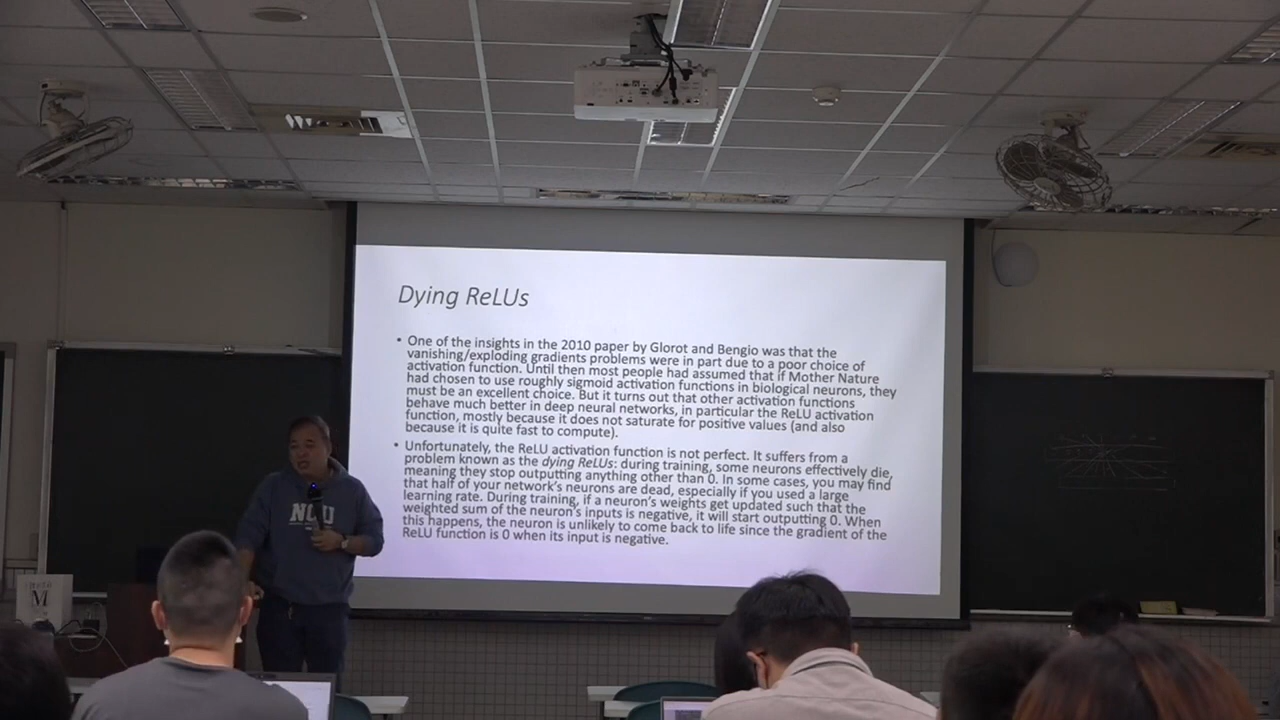 Dying ReLUs
• One of the insights in the 2010 paper by Glorot and Bengio was that the
vanishing/exploding gradients problems were in part due to a poor choice of
activation function. Until then most people had assumed that if Mother Nature
had chosen to use roughly sigmoid activation functions in biological neurons, they
must be an excellent choice. But it turns out that other activation functions
behave much better in deep neural networks, in particular the ReLU activation
function, mostly because it does not saturate for positive values (and also
because it is quite fast to compute).
• Unfortunately, the ReLU activation function is not perfect. It suffers from a
problem known as the dying ReLUs: during training, some neurons effectively die,
meaning they stop outputting anything other than 0. In some cases, you may find
that half of your network's neurons are dead, especially if you used a large
learning rate. During training, if a neuron's weights get updated such that the
weighted sum of the neuron's inputs is negative, it will start outputting 0. When
this happens, the neuron is unlikely to come back to life since the gradient of the
ReLU function is 0 when its input is negative.
M